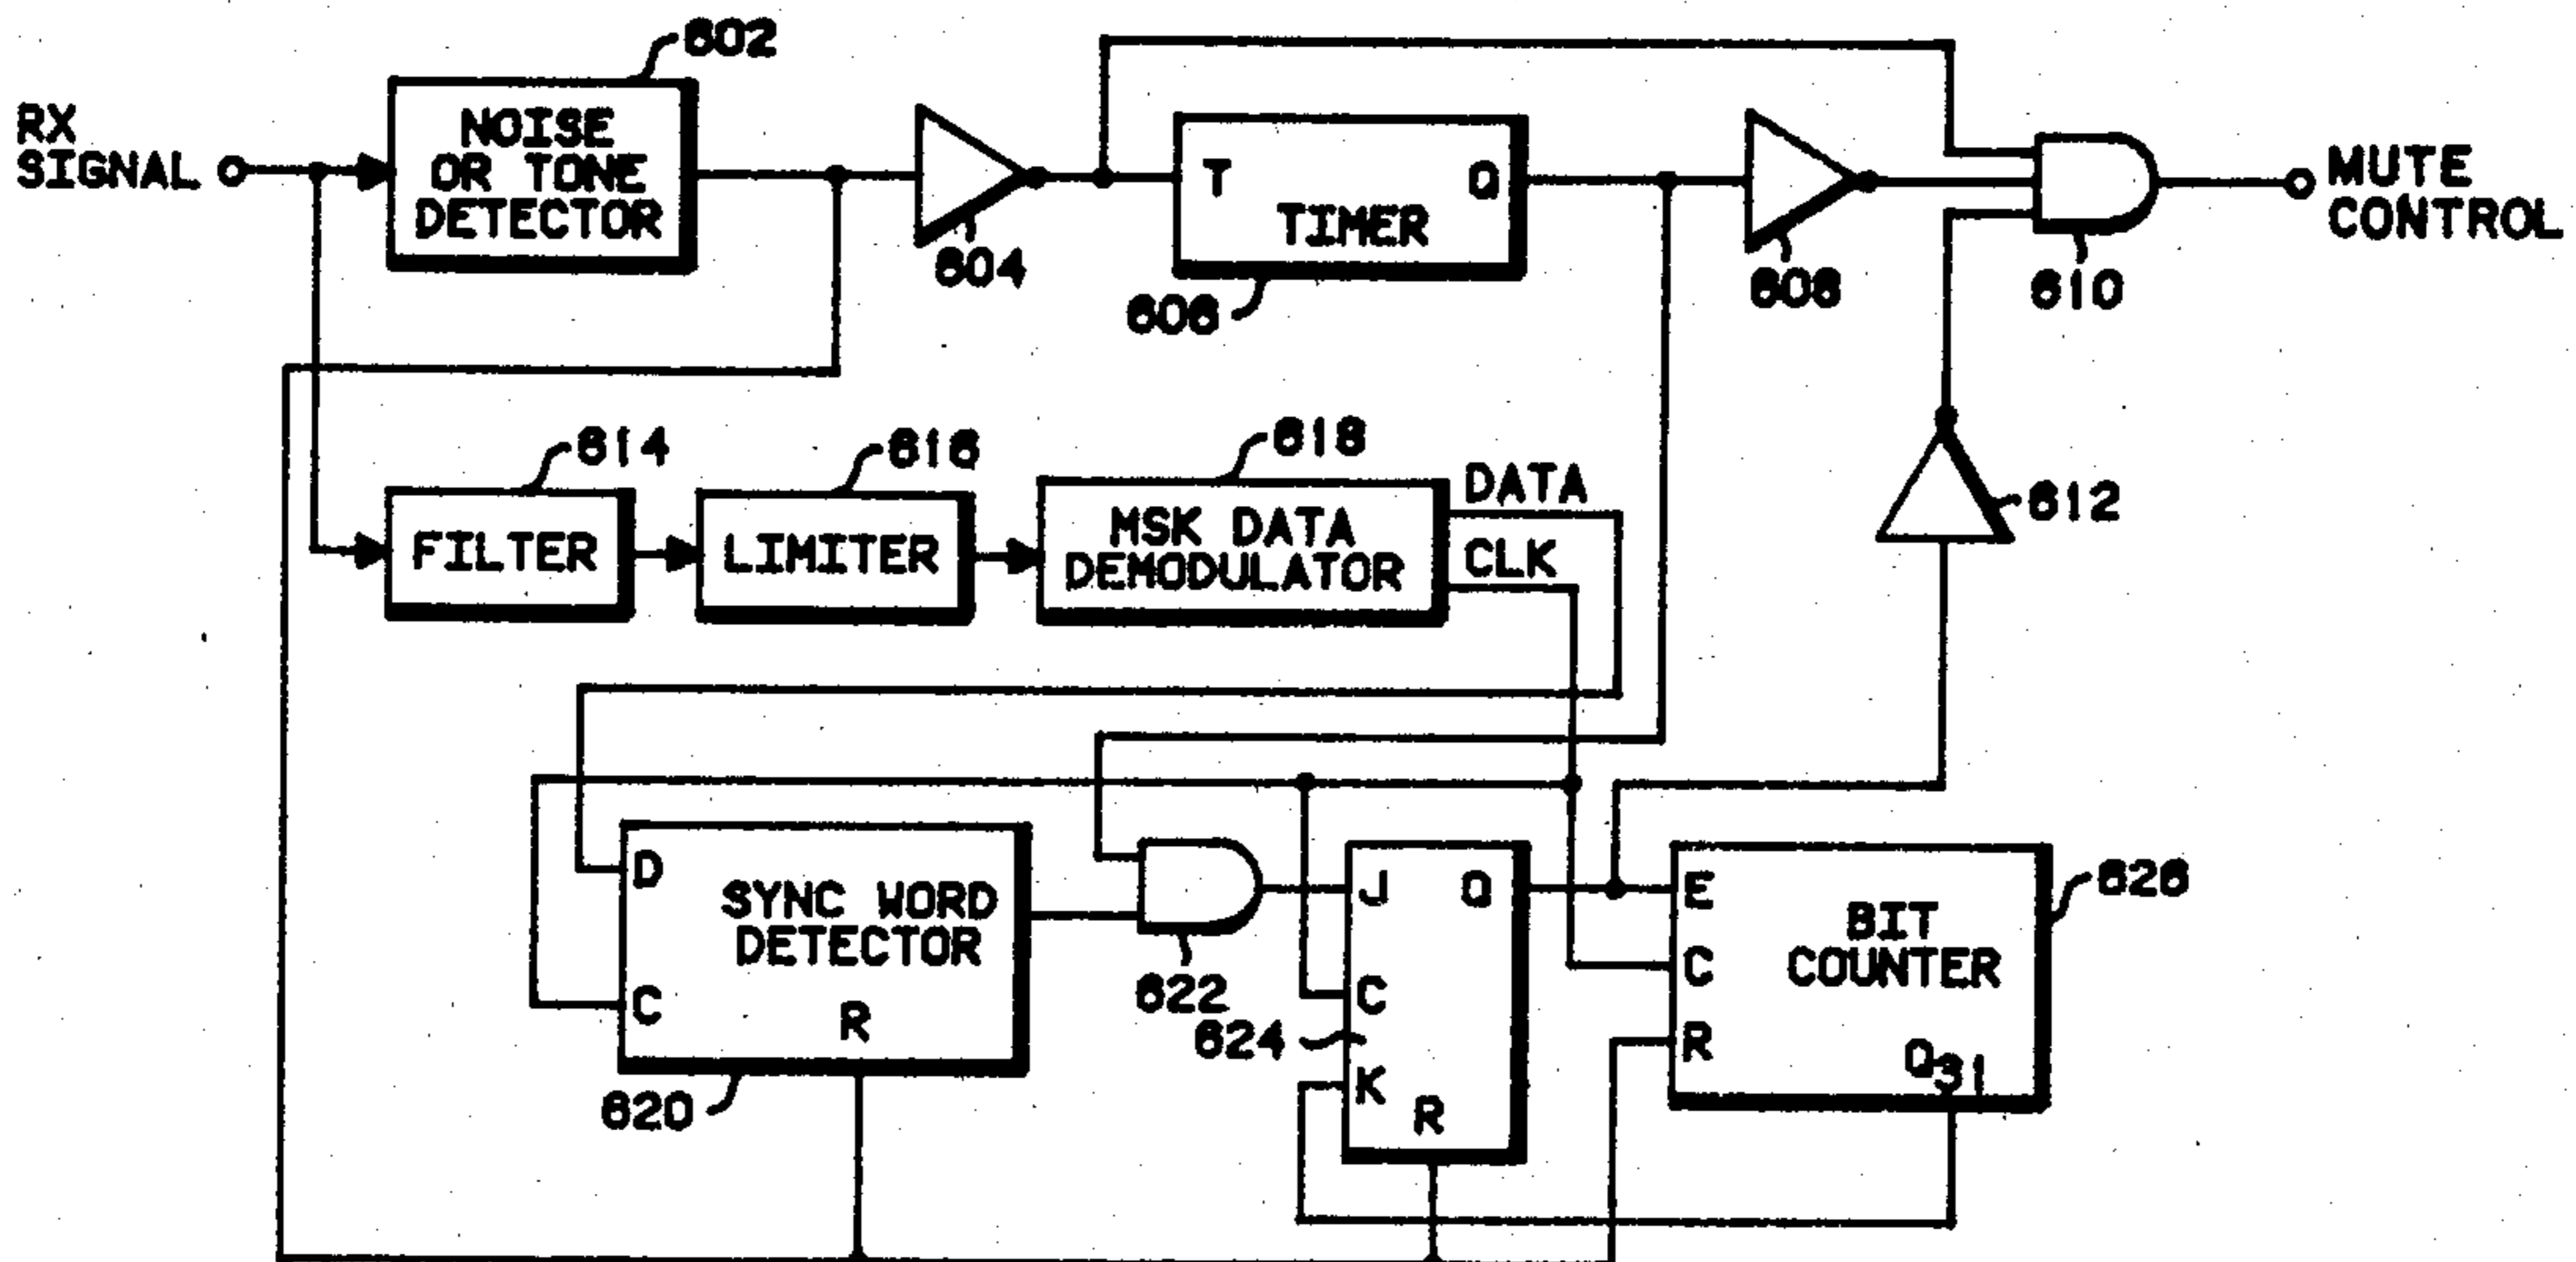 602
RX
SIGNAL
NOISE
OR TONE
DETECTOR
604
T
Q
TIMER
606
608
610
MUTE
CONTROL
612
614
FILTER
616
LIMITER
618
MSK DATA
DEMODULATOR
DATA
CLK
D
SYNC WORD
DETECTOR
C
R
620
622
J
Q
C
624
K
R
E
BIT
COUNTER
C
R
Q31
626